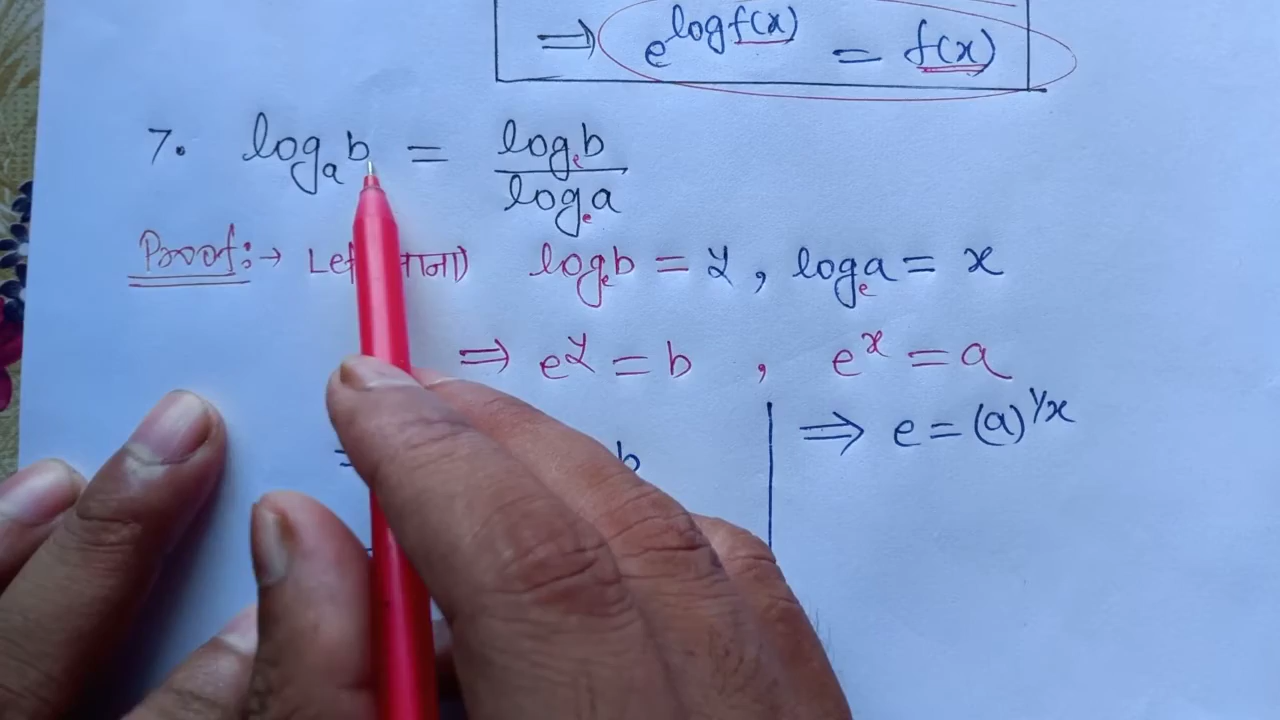 ⇒ e^{log f(x)} = f(x)
7. log_a b = log_e b / log_e a
Proof:→ Let माना) log_e b = y, log_e a = x
⇒ e^y = b , e^x = a
⇒ e = (a)^{1/x}
b